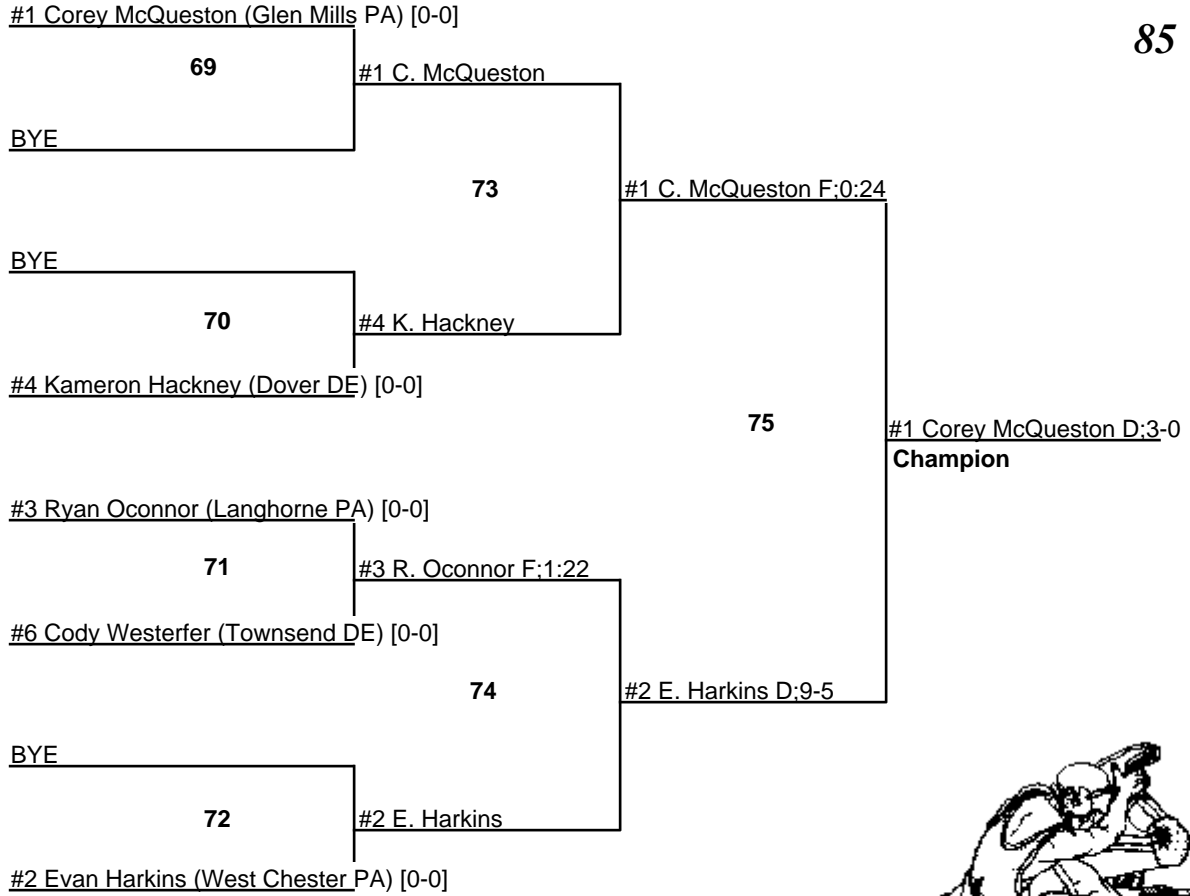 #1 Corey McQueston (Glen Mills PA) [0-0]
85
69
#1 C. McQueston
BYE
73
#1 C. McQueston F;0:24
BYE
70
#4 K. Hackney
#4 Kameron Hackney (Dover DE) [0-0]
75
#1 Corey McQueston D;3-0
Champion
#3 Ryan Oconnor (Langhorne PA) [0-0]
71
#3 R. Oconnor F;1:22
#6 Cody Westerfer (Townsend DE) [0-0]
74
#2 E. Harkins D;9-5
BYE
72
#2 E. Harkins
#2 Evan Harkins (West Chester PA) [0-0]